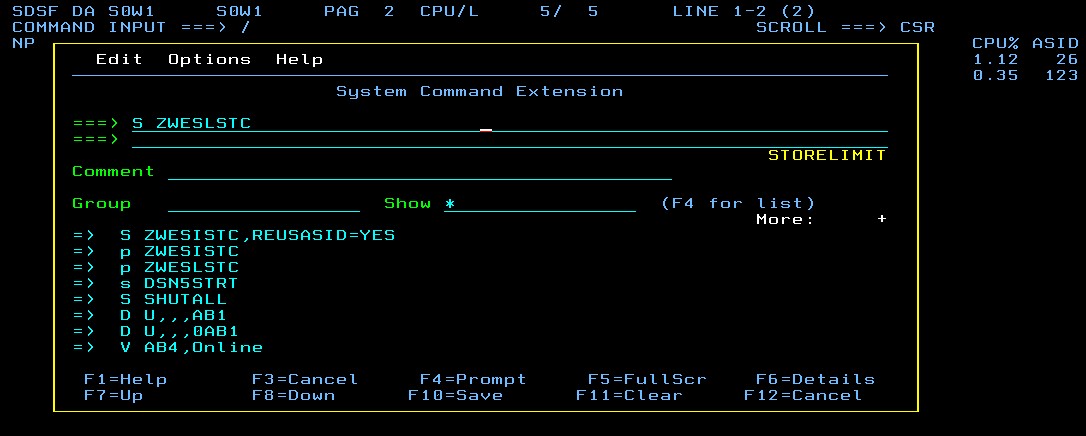 SDSF DA S0W1     S0W1     PAG  2  CPU/L     5/  5     LINE 1-2 (2)
COMMAND INPUT ===> /     SCROLL ===> CSR
NP     CPU% ASID
Edit  Options  Help     1.12   26
0.35  123
System Command Extension
===> S ZWESLSTC
===>
STORELIMIT
Comment
Group     Show *     (F4 for list)
More:     +
=>  S ZWESISTC,REUSASID=YES
=>  p ZWESISTC
=>  p ZWESLSTC
=>  s DSN5STRT
=>  S SHUTALL
=>  D U,,,AB1
=>  D U,,,0AB1
=>  V AB4,Online
F1=Help     F3=Cancel     F4=Prompt     F5=FullScr     F6=Details
F7=Up     F8=Down     F10=Save     F11=Clear     F12=Cancel